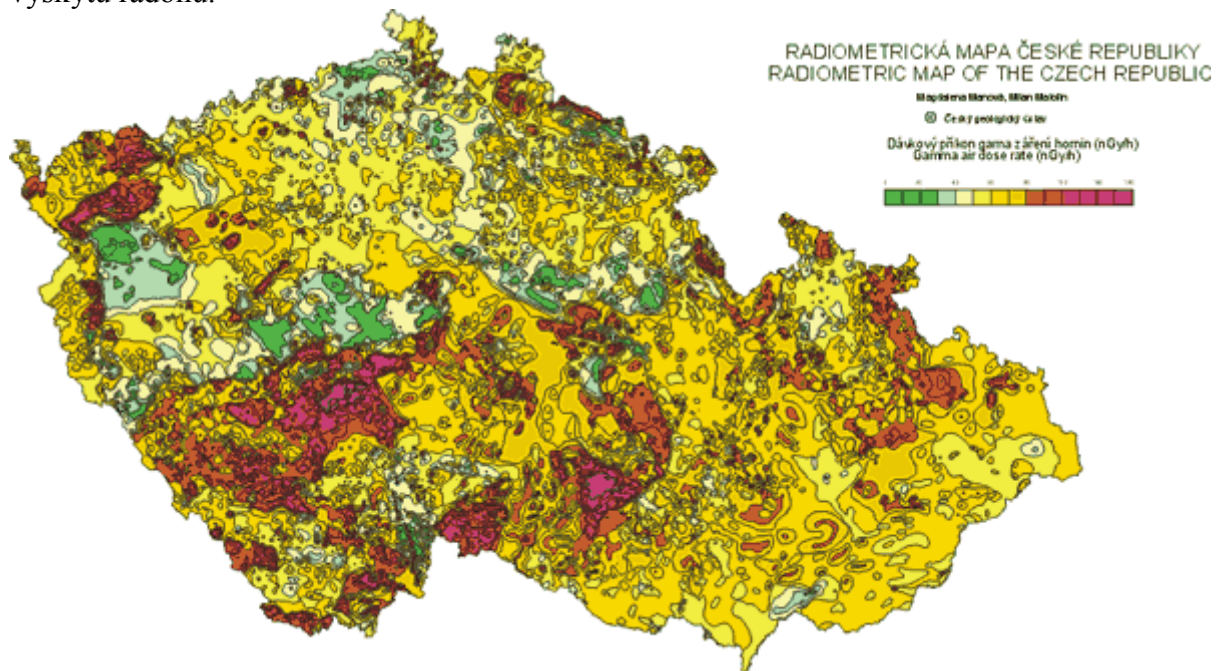 výskytu radonu.
RADIOMETRICKÁ MAPA ČESKÉ REPUBLIKY
RADIOMETRIC MAP OF THE CZECH REPUBLIC
Český geologický ústav
Dávkový příkon gama záření hornin (nGy/h)
Gamma air dose rate (nGy/h)